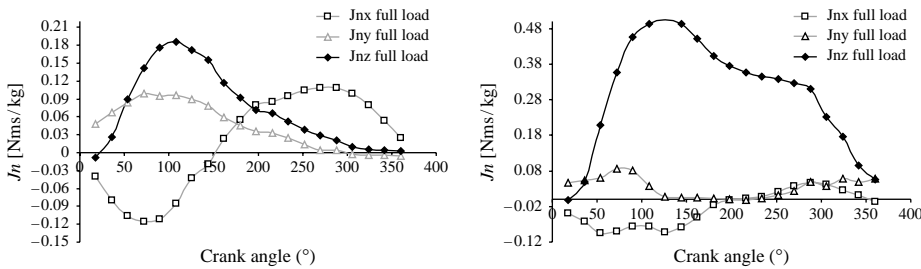 0.21
0.18
0.15
0.12
0.09
0.06
0.03
0
−0.03
−0.06
−0.09
−0.12
−0.15
Jn [Nms/kg]
50 100 150 200 250 300 350 400
Crank angle (°)
Jnx full load
Jny full load
Jnz full load
0.48
0.38
0.28
0.18
0.08
−0.02
−0.12
Jn [Nms/kg]
0 50 100 150 200 250 300 350 400
Crank angle (°)
Jnx full load
Jny full load
Jnz full load